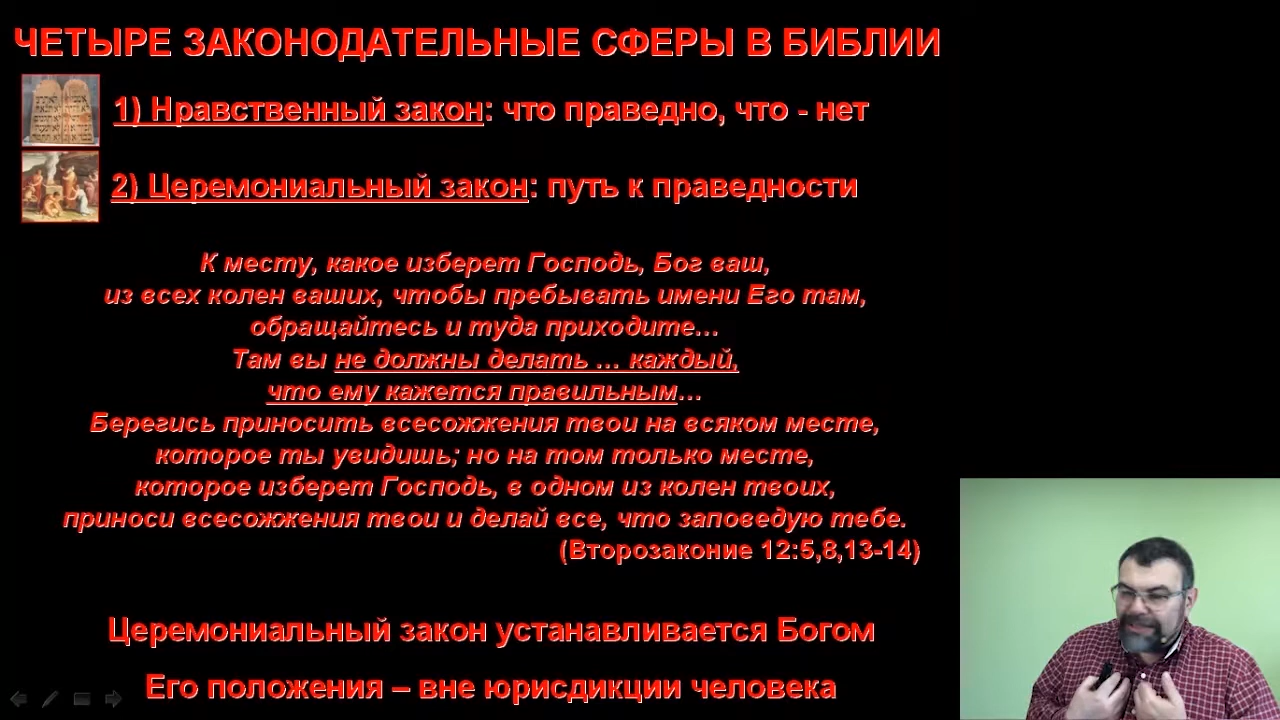 ЧЕТЫРЕ ЗАКОНОДАТЕЛЬНЫЕ СФЕРЫ В БИБЛИИ
1) Нравственный закон: что праведно, что - нет
2) Церемониальный закон: путь к праведности
К месту, какое изберет Господь, Бог ваш,
из всех колен ваших, чтобы пребывать имени Его там,
обращайтесь и туда приходите…
Там вы не должны делать … каждый,
что ему кажется правильным…
Берегись приносить всесожжения твои на всяком месте,
которое ты увидишь; но на том только месте,
которое изберет Господь, в одном из колен твоих,
приноси всесожжения твои и делай все, что заповедую тебе.
(Второзаконие 12:5,8,13-14)
Церемониальный закон устанавливается Богом
Его положения – вне юрисдикции человека